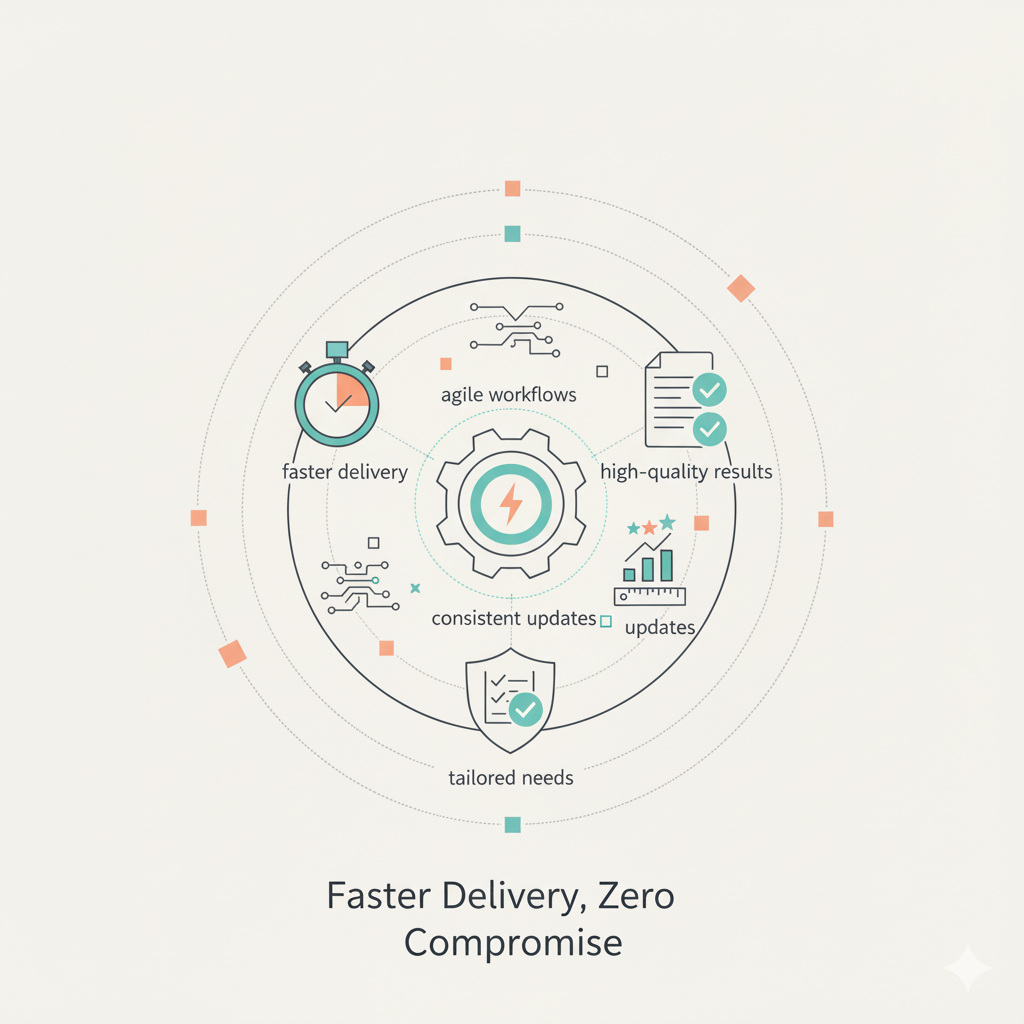 agile workflows
faster delivery
high-quality results
consistent updates
updates
tailored needs
Faster Delivery, Zero
Compromise